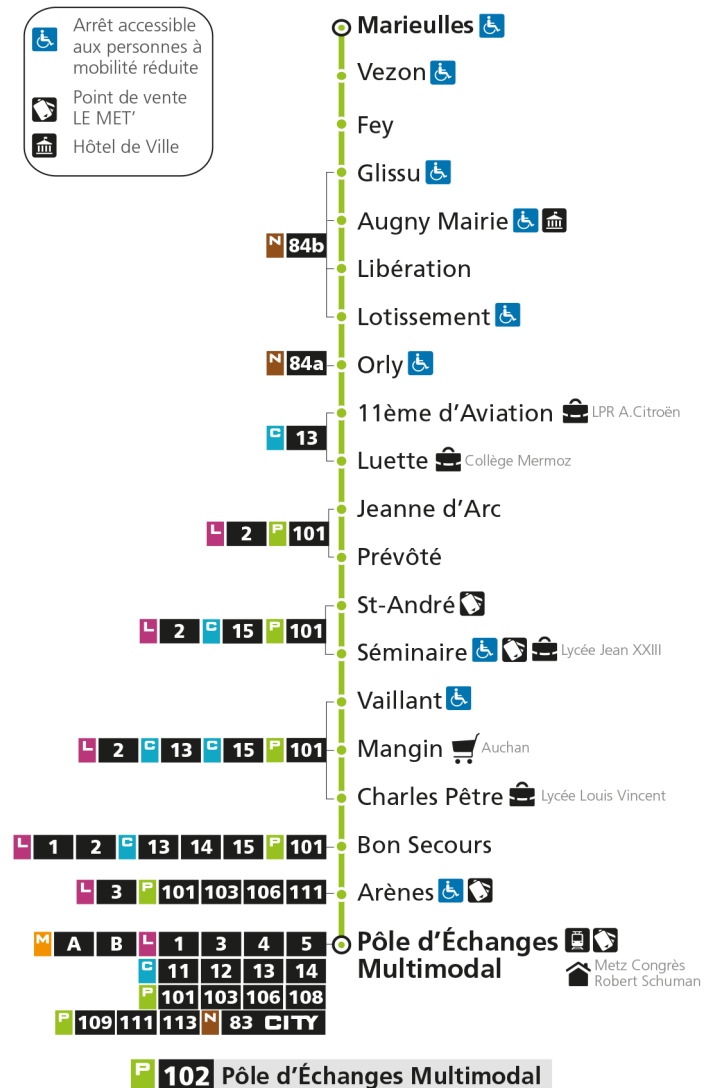 Arrêt accessible
aux personnes à
mobilité réduite
Point de vente
LE MET'
Hôtel de Ville
Marieulles
Vezon
Fey
Glissu
Augny Mairie
N 84b
Libération
Lotissement
N 84a Orly
11ème d'Aviation LPR A.Citroën
C 13
Luette Collège Mermoz
Jeanne d'Arc
L 2 P 101
Prévôté
St-André
L 2 C 15 P 101
Séminaire Lycée Jean XXIII
Vaillant
L 2 C 13 C 15 P 101 Mangin Auchan
Charles Pêtre Lycée Louis Vincent
L 1 2 C 13 14 15 P 101 Bon Secours
L 3 P 101 103 106 111 Arènes
M A B L 1 3 4 5 Pôle d'Échanges
C 11 12 13 14 Multimodal Metz Congrès
Robert Schuman
P 101 103 106 108
P 109 111 113 N 83 CITY
P 102 Pôle d'Échanges Multimodal